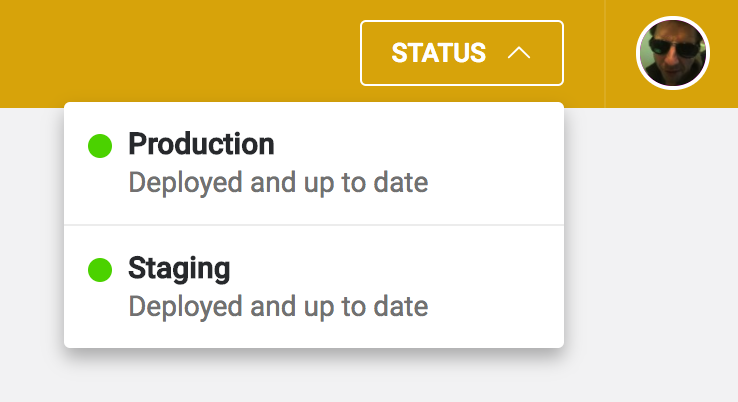 STATUS
Production
Deployed and up to date
Staging
Deployed and up to date